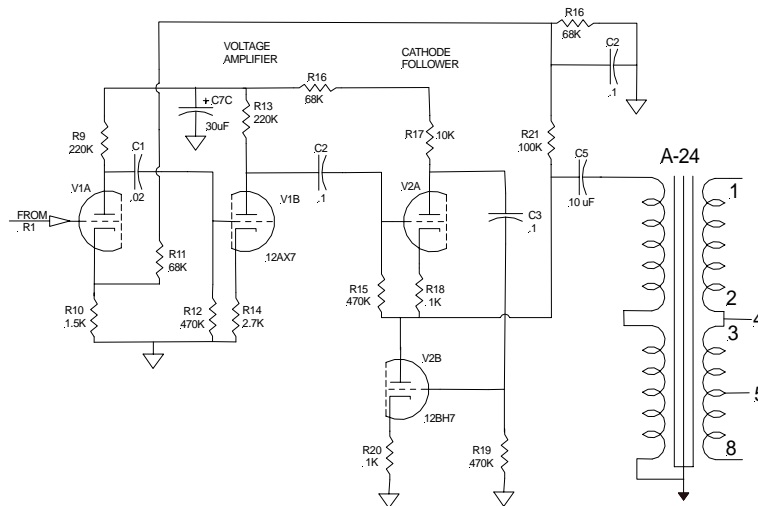 R16
68K
C2
.1
VOLTAGE
AMPLIFIER
CATHODE
FOLLOWER
R16
68K
+ C7C
.30uF
R13
220K
R9
220K
C1
.02
R17
.10K
R21
.100K
C5
.10 uF
A-24
V1A
V1B
C2
.1
V2A
C3
.1
FROM
R1
R11
.68K
.12AX7
R15
.470K
R18
.1K
R10
.1.5K
R12
.470K
R14
2.7K
V2B
.12BH7
R20
.1K
R19
.470K
1
2
3
4
5
8